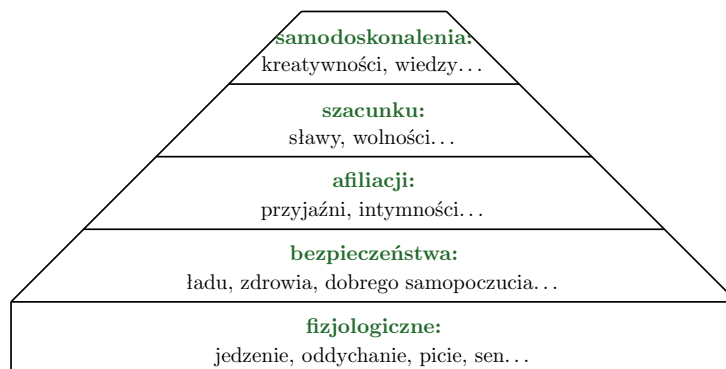 samodoskonalenia:
kreatywności, wiedzy...
szacunku:
sławy, wolności...
afiliacji:
przyjaźni, intymności...
bezpieczeństwa:
ładu, zdrowia, dobrego samopoczucia...
fizjologiczne:
jedzenie, oddychanie, picie, sen...